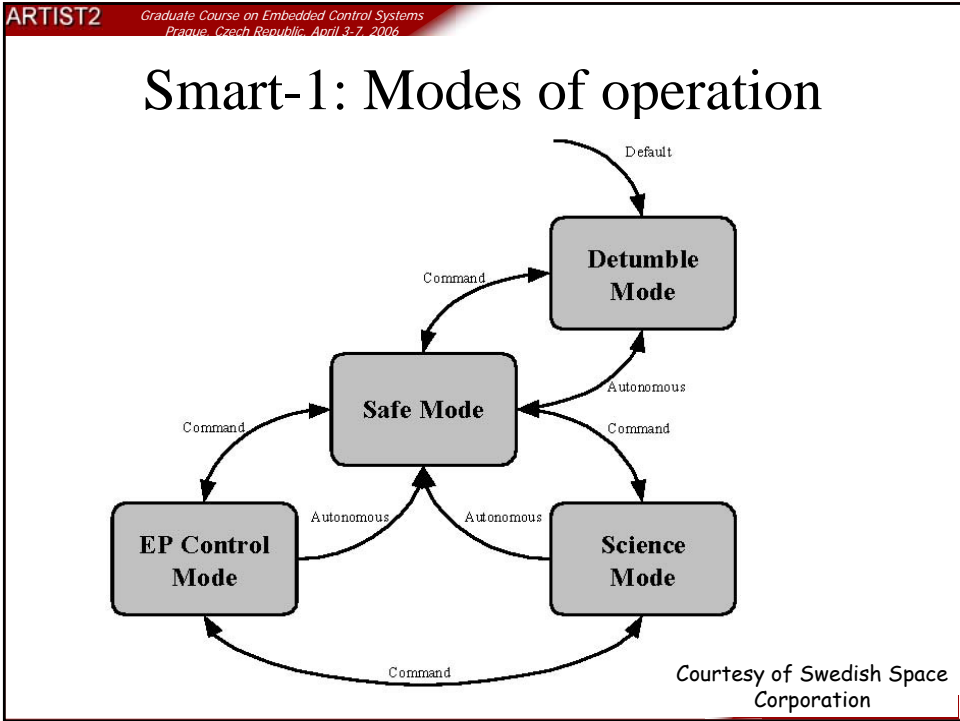 ARTIST2
Graduate Course on Embedded Control Systems
Prague, Czech Republic, April 3-7, 2006
Smart-1: Modes of operation
Default
Detumble
Mode
Command
Autonomous
Safe Mode
Command
Command
Autonomous
Autonomous
EP Control
Mode
Science
Mode
Command
Courtesy of Swedish Space
Corporation